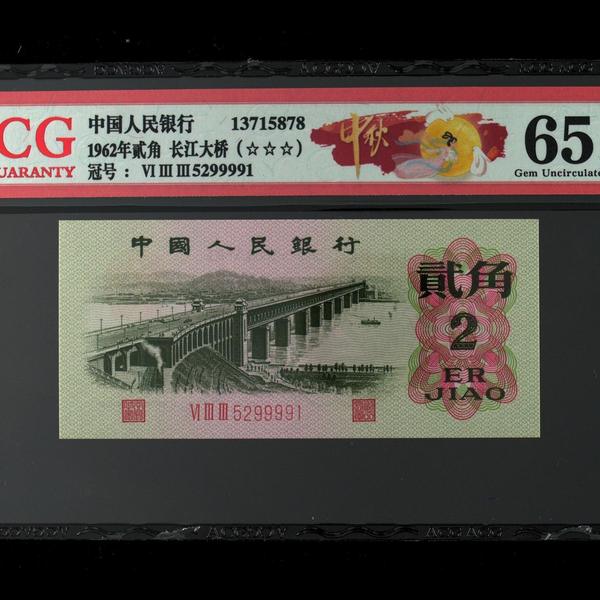 CG
UARANTY
中国人民银行 13715878
1962年贰角 长江大桥 (☆☆☆)
冠号： VI III III 5299991
中秋
65
Gem Uncirculate
中國人民銀行
貳角
2
ER
JIAO
VI III III 5299991